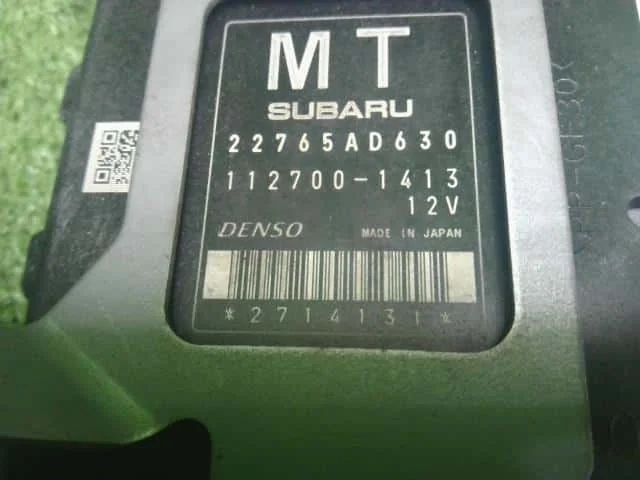 MT
SUBARU
22765AD630
112700-1413
12V
DENSO MADE IN JAPAN
*2714131*